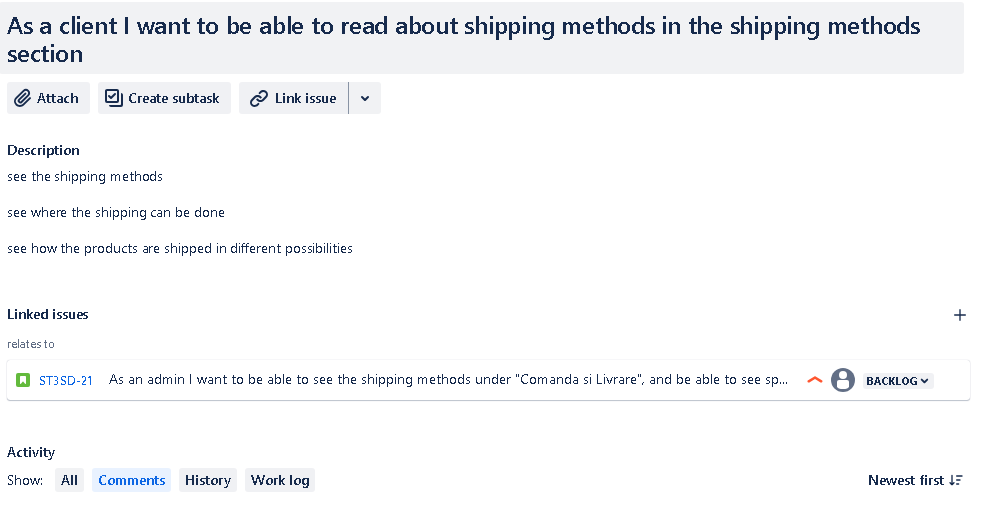 As a client I want to be able to read about shipping methods in the shipping methods
section
Attach
Create subtask
Link issue
Description
see the shipping methods
see where the shipping can be done
see how the products are shipped in different possibilities
Linked issues
relates to
ST3SD-21 As an admin I want to be able to see the shipping methods under "Comanda si Livrare", and be able to see sp... BACKLOG
Activity
Show: All Comments History Work log Newest first